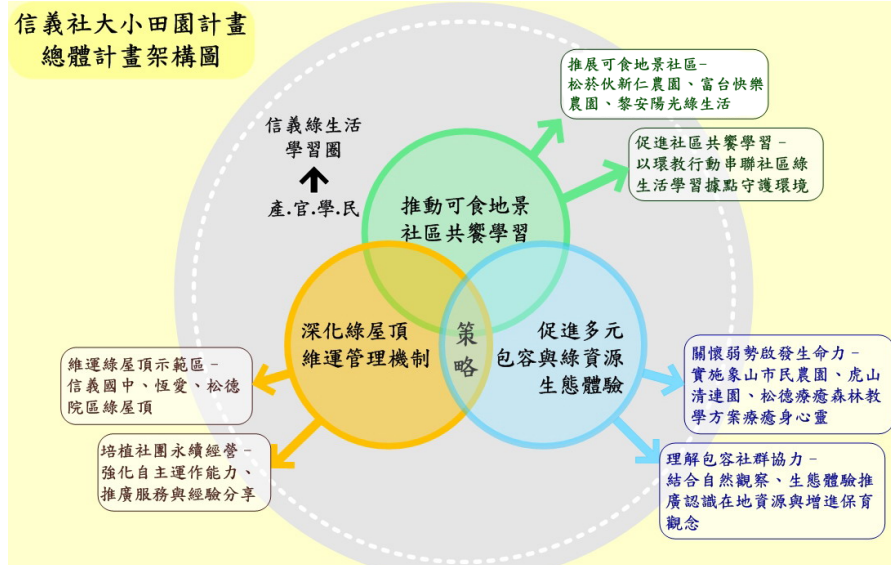 信義社大小田園計畫
總體計畫架構圖
推展可食地景社區-
松菸伙新仁農園、富台快樂
農園、黎安陽光綠生活
信義綠生活
學習圈
產.官.學.民
促進社區共饗學習-
以環教行動串聯社區綠
生活學習據點守護環境
推動可食地景
社區共饗學習
深化綠屋頂
維運管理機制
策
略
促進多元
包容與綠資源
生態體驗
維運綠屋頂示範區-
信義國中、恆愛、松德
院區綠屋頂
培植社團永續經營-
強化自主運作能力、
推廣服務與經驗分享
關懷弱勢啟發生命力-
實施象山市民農園、虎山
清連園、松德療癒森林教
學方案療癒身心靈
理解包容社群協力-
結合自然觀察、生態體驗推
廣認識在地資源與增進保育
觀念